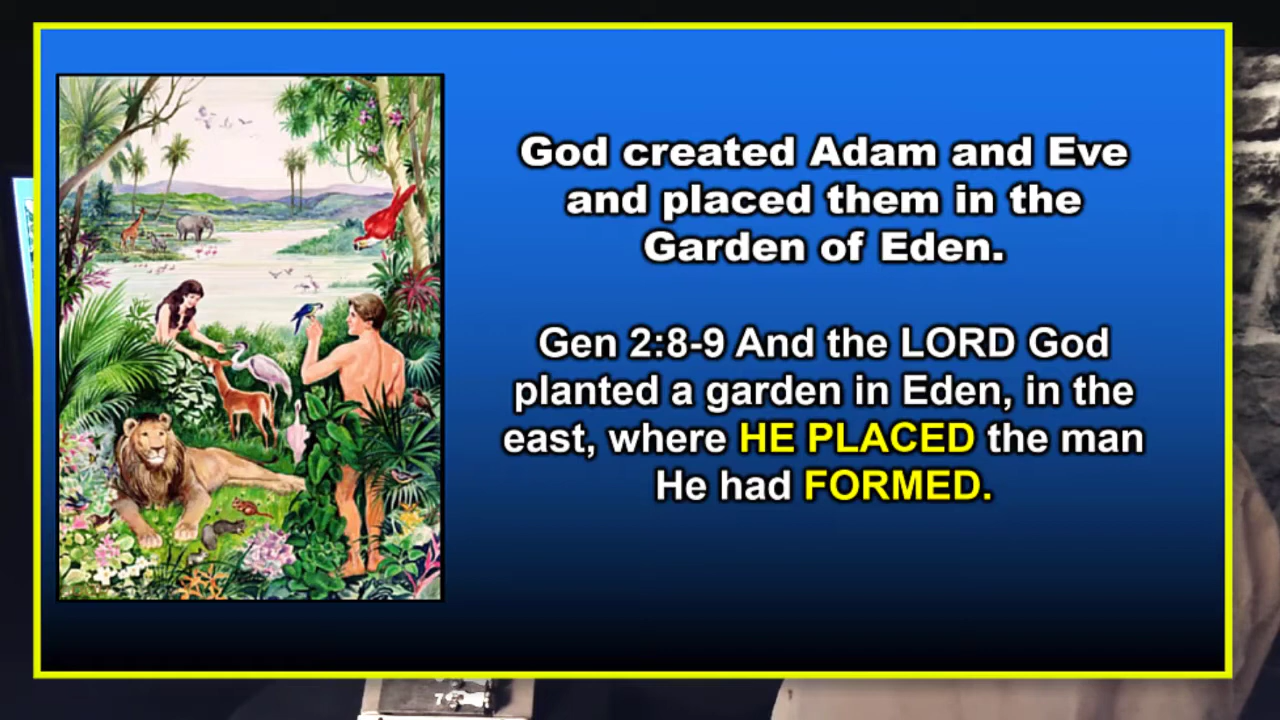 God created Adam and Eve
and placed them in the
Garden of Eden.
Gen 2:8-9 And the LORD God
planted a garden in Eden, in the
east, where HE PLACED the man
He had FORMED.